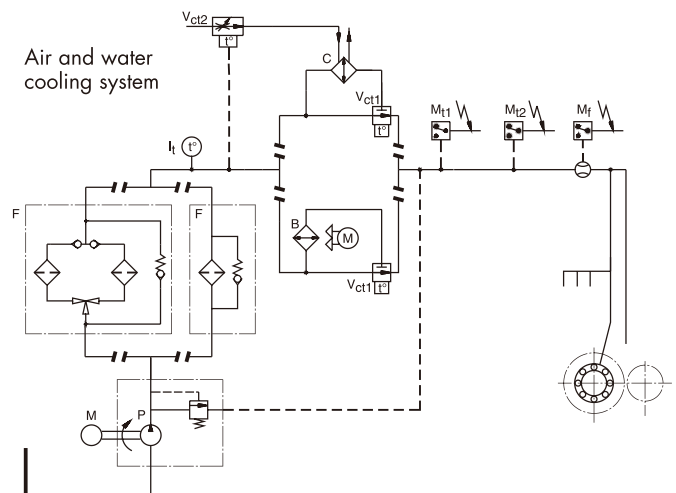 Vct2
t°
Air and water
cooling system
C
Vct1
t°
Mt1
Mt2
Mf
It
t°
F
F
B
M
Vct1
t°
M
P